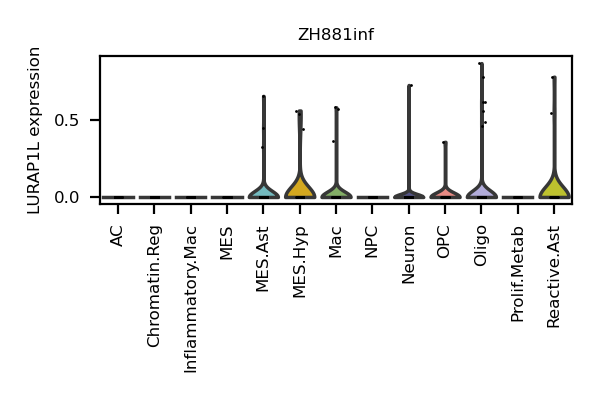 ZH881inf
LURAP1L expression
0.5
0.0
AC
Chromatin.Reg
Inflammatory.Mac
MES
MES.Ast
MES.Hyp
Mac
NPC
Neuron
OPC
Oligo
Prolif.Metab
Reactive.Ast